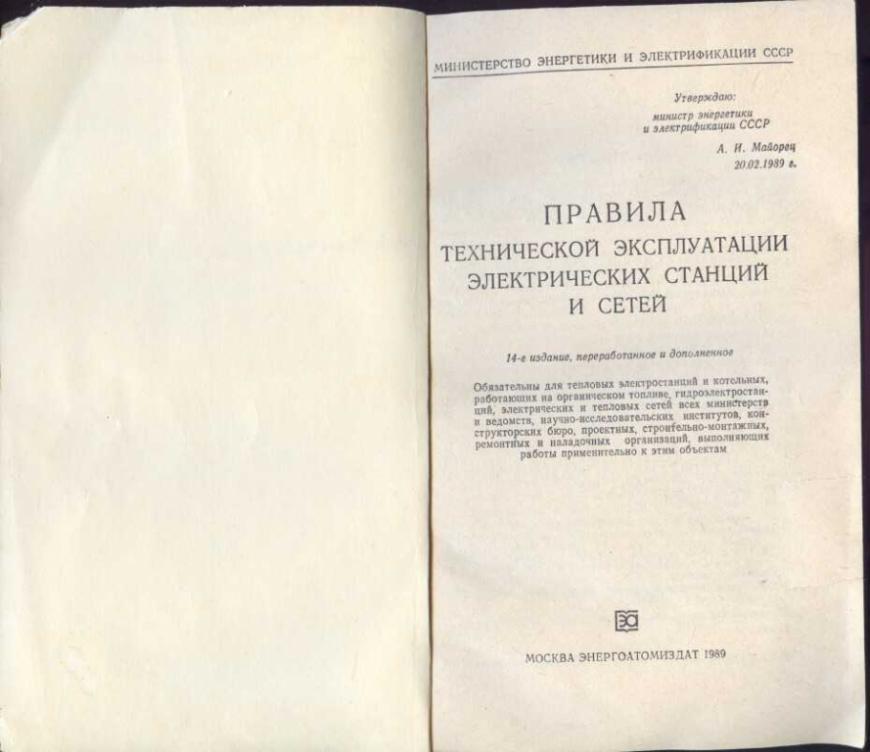 МИНИСТЕРСТВО ЭНЕРГЕТИКИ И ЭЛЕКТРИФИКАЦИИ СССР
Утверждаю:
министр энергетики
и электрификации СССР
А. И. Майорец
20.02.1989 г.
ПРАВИЛА
ТЕХНИЧЕСКОЙ ЭКСПЛУАТАЦИИ
ЭЛЕКТРИЧЕСКИХ СТАНЦИЙ
И СЕТЕЙ
14-е издание, переработанное и дополненное
Обязательны для тепловых электростанций и котельных,
работающих на органическом топливе, гидроэлектростан-
ций, электрических и тепловых сетей всех министерств
и ведомств, научно-исследовательских институтов, кон-
структорских бюро, проектных, строительно-монтажных,
ремонтных и наладочных организаций, выполняющих
работы применительно к этим объектам
МОСКВА ЭНЕРГОАТОМИЗДАТ 1989